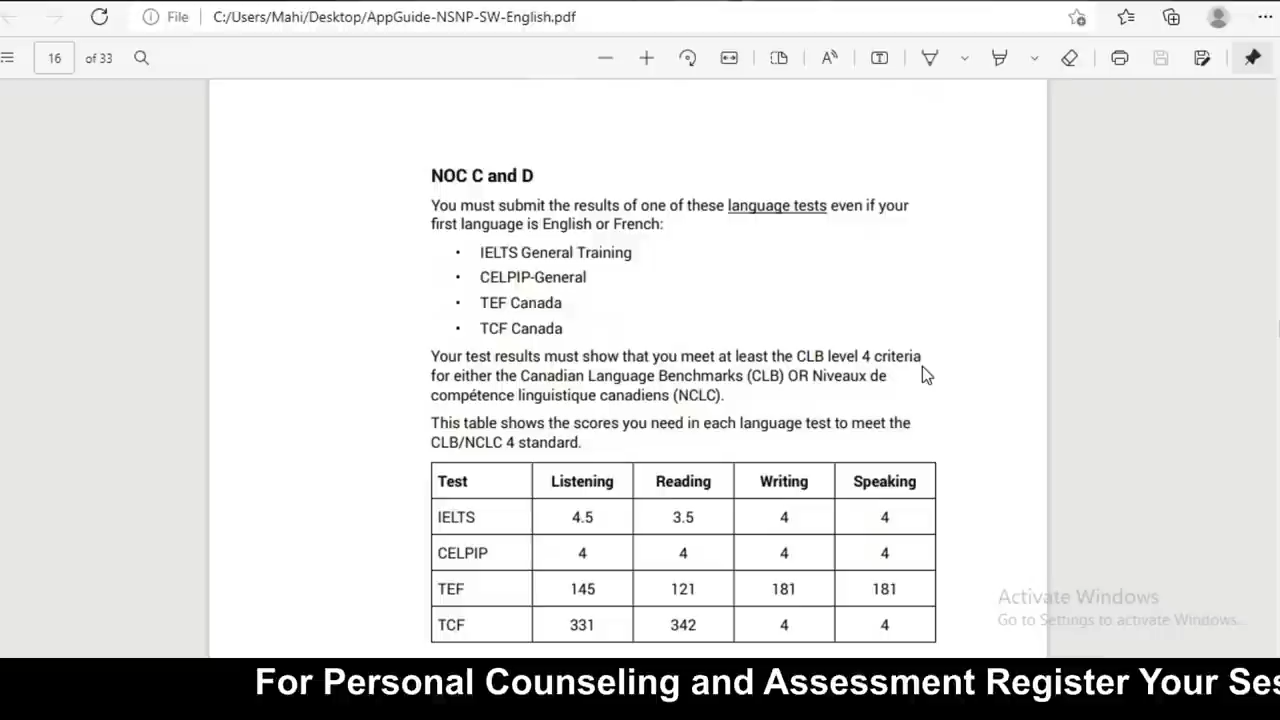 File C:/Users/Mahi/Desktop/AppGuide-NSNP-SW-English.pdf
16 of 33
NOC C and D
You must submit the results of one of these language tests even if your
first language is English or French:
• IELTS General Training
• CELPIP-General
• TEF Canada
• TCF Canada
Your test results must show that you meet at least the CLB level 4 criteria
for either the Canadian Language Benchmarks (CLB) OR Niveaux de
compétence linguistique canadiens (NCLC).
This table shows the scores you need in each language test to meet the
CLB/NCLC 4 standard.
Test Listening Reading Writing Speaking
IELTS 4.5 3.5 4 4
CELPIP 4 4 4 4
TEF 145 121 181 181
TCF 331 342 4 4
Activate Windows
Go to Settings to activate Windows.
For Personal Counseling and Assessment Register Your Ses